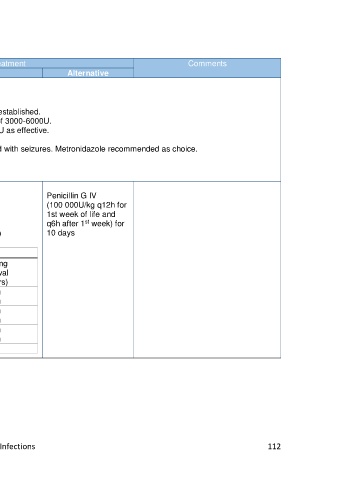 eatment
Comments
Alternative
established.
f 3000-6000U.
U as effective.
d with seizures. Metronidazole recommended as choice.
Penicillin G IV
(100 000U/kg q12h for
1st week of life and
q6h after 1st week) for
10 days
ng
val
rs)
Infections
112